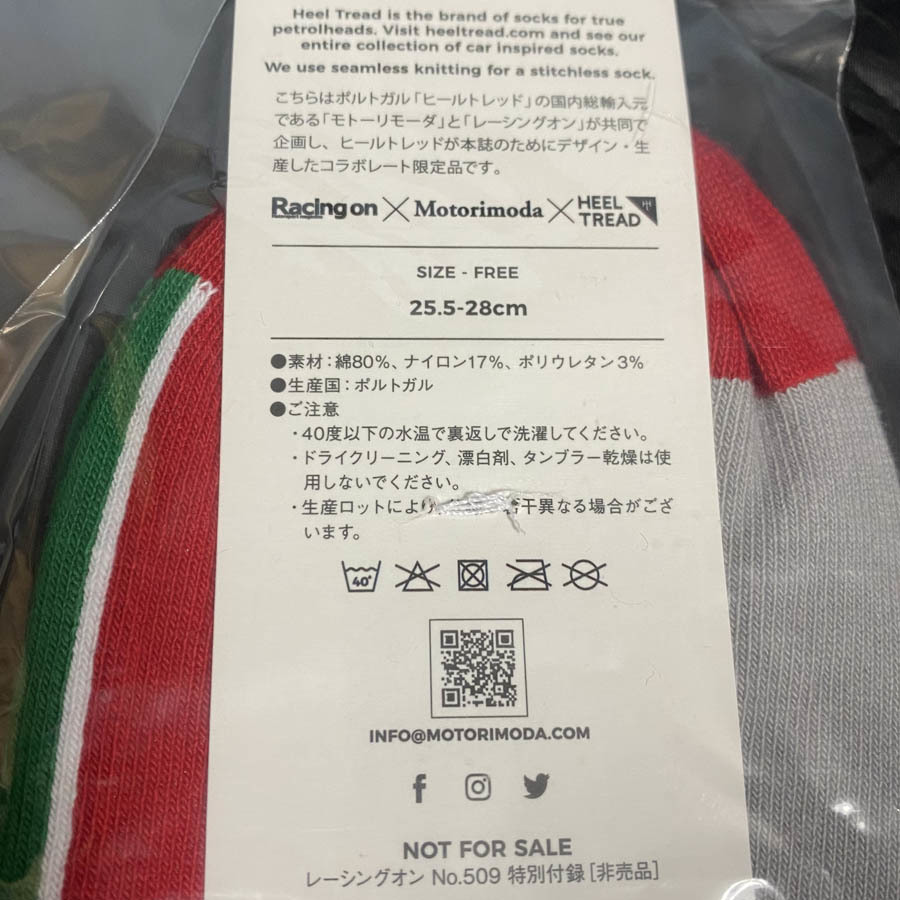 Heel Tread is the brand of socks for true
petrolheads. Visit heeltread.com and see our
entire collection of car inspired socks.
We use seamless knitting for a stitchless sock.
こちらはポルトガル「ヒールトレッド」の国内総輸入元
である「モトーリモーダ」と「レーシングオン」が共同で
企画し、ヒールトレッドが本誌のためにデザイン・生
産したコラボレート限定品です。
Racing on × Motorimoda × HEEL TREAD
SIZE - FREE
25.5-28cm
●素材：綿80%、ナイロン17%、ポリウレタン3%
●生産国：ポルトガル
●ご注意
・40度以下の水温で裏返しで洗濯してください。
・ドライクリーニング、漂白剤、タンブラー乾燥は使
用しないでください。
・生産ロットにより、 干異なる場合がござ
います。
40°
INFO@MOTORIMODA.COM
NOT FOR SALE
レーシングオン No.509 特別付録［非売品］